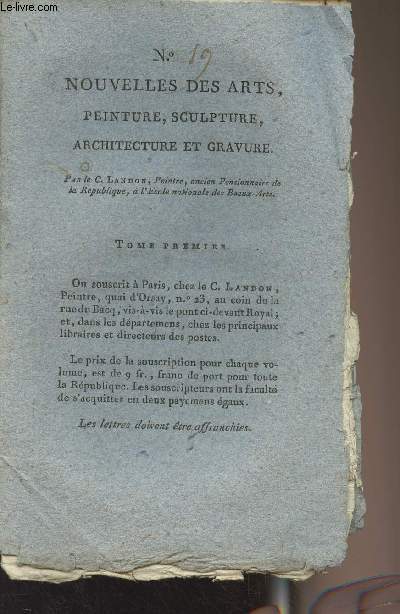 Le-livre.com
N.º 19
NOUVELLES DES ARTS,
PEINTURE, SCULPTURE,
ARCHITECTURE ET GRAVURE.
Par le C. LANDON, Peintre, ancien Pensionnaire de
la République, à l'École nationale des Beaux-Arts.
TOME PREMIER.
On souscrit à Paris, chez le C. LANDON,
Peintre, quai d'Orsay, n.º 23, au coin de la
rue du Bacq, vis-à-vis le pont ci-devant Royal;
et, dans les départemens, chez les principaux
libraires et directeurs des postes.
Le prix de la souscription pour chaque vo-
lume, est de 9 fr., franc de port pour toute
la République. Les souscripteurs ont la faculté
de s'acquitter en deux payemens égaux.
Les lettres doivent être affranchies.